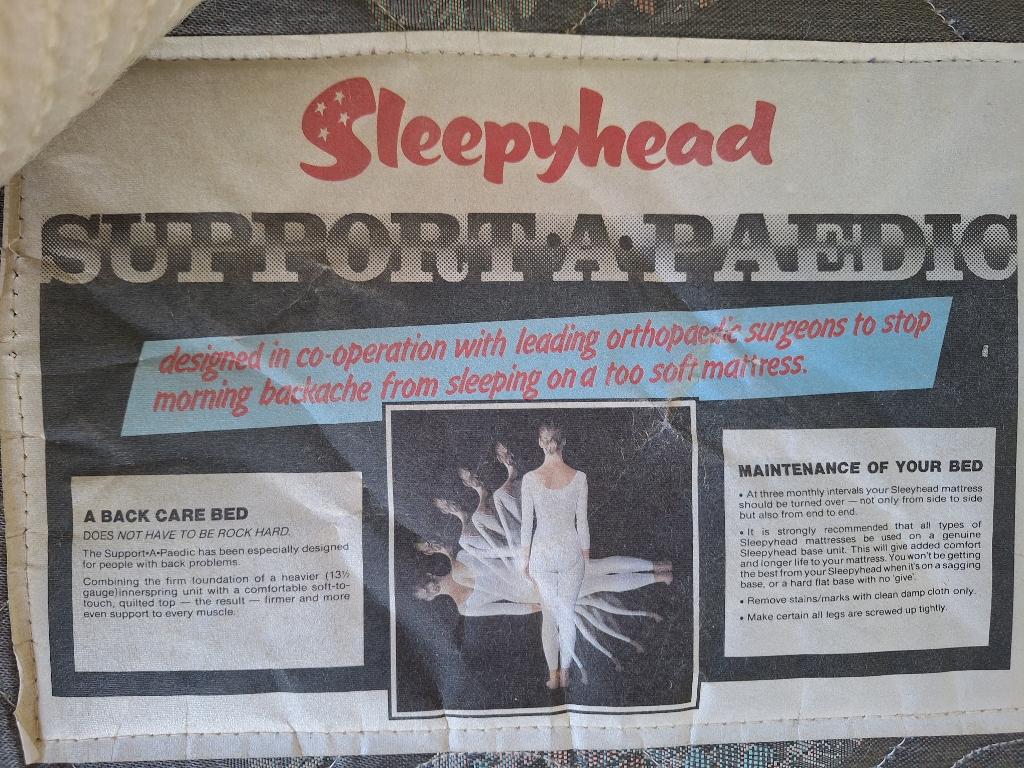 Sleepyhead
SUPPORT•A•PAEDIC
designed in co-operation with leading orthopaedic surgeons to stop
morning backache from sleeping on a too soft mattress.
A BACK CARE BED
DOES NOT HAVE TO BE ROCK HARD.
The Support•A•Paedic has been especially designed
for people with back problems.
Combining the firm foundation of a heavier (13½
gauge) innerspring unit with a comfortable soft-to-
touch, quilted top — the result — firmer and more
even support to every muscle.
MAINTENANCE OF YOUR BED
• At three monthly intervals your Sleeyhead mattress
should be turned over — not only from side to side
but also from end to end.
• It is strongly recommended that all types of
Sleepyhead mattresses be used on a genuine
Sleepyhead base unit. This will give added comfort
and longer life to your mattress. You won't be getting
the best from your Sleepyhead when it's on a sagging
base, or a hard flat base with no 'give'.
• Remove stains/marks with clean damp cloth only.
• Make certain all legs are screwed up tightly.